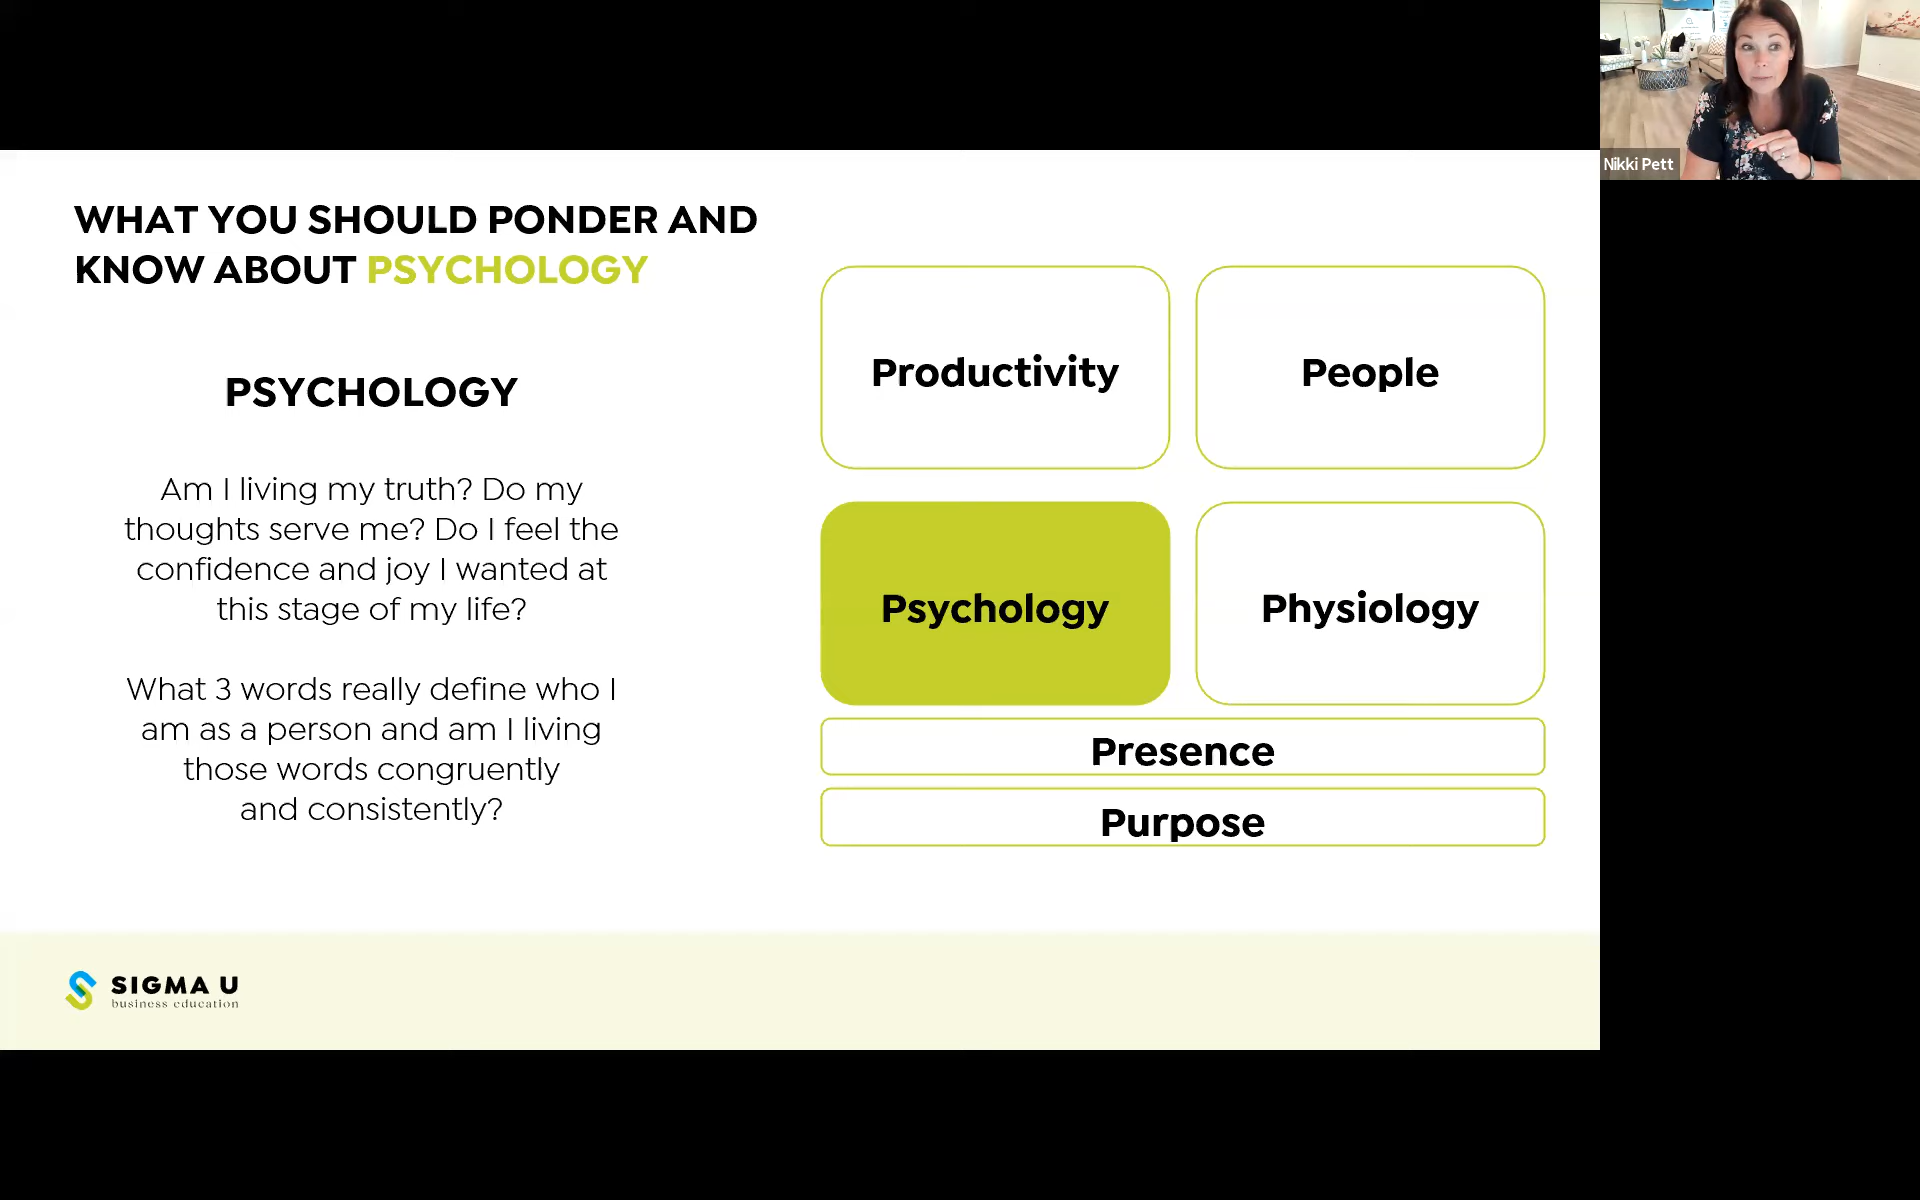 Nikki Pett
WHAT YOU SHOULD PONDER AND
KNOW ABOUT PSYCHOLOGY
PSYCHOLOGY
Am I living my truth? Do my
thoughts serve me? Do I feel the
confidence and joy I wanted at
this stage of my life?
What 3 words really define who I
am as a person and am I living
those words congruently
and consistently?
Productivity
People
Psychology
Physiology
Presence
Purpose
SIGMA U
business education